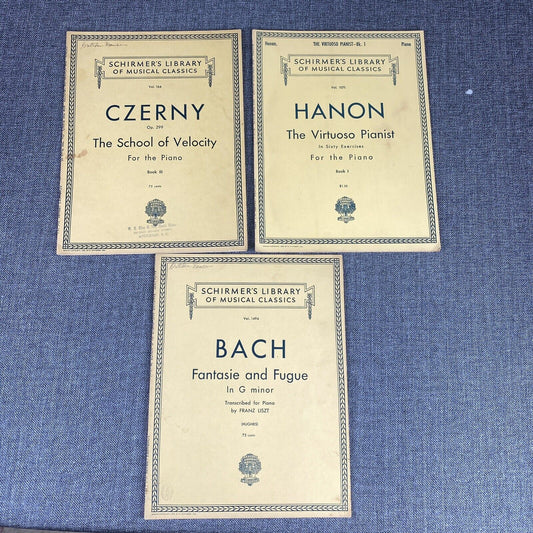 SCHIRMER'S LIBRARY
OF MUSICAL CLASSICS
Vol. 164
CZERNY
Op. 299
The School of Velocity
For the Piano
Book III
75 cents
Hanon, THE VIRTUOSO PIANIST—Bk. 1 Piano
SCHIRMER'S LIBRARY
OF MUSICAL CLASSICS
Vol. 1071
HANON
The Virtuoso Pianist
In Sixty Exercises
For the Piano
Book I
SCHIRMER'S LIBRARY
OF MUSICAL CLASSICS
Vol. 1496
BACH
Fantasie and Fugue
In G minor
Transcribed for Piano
by FRANZ LISZT
(HUGHES)
75 cents